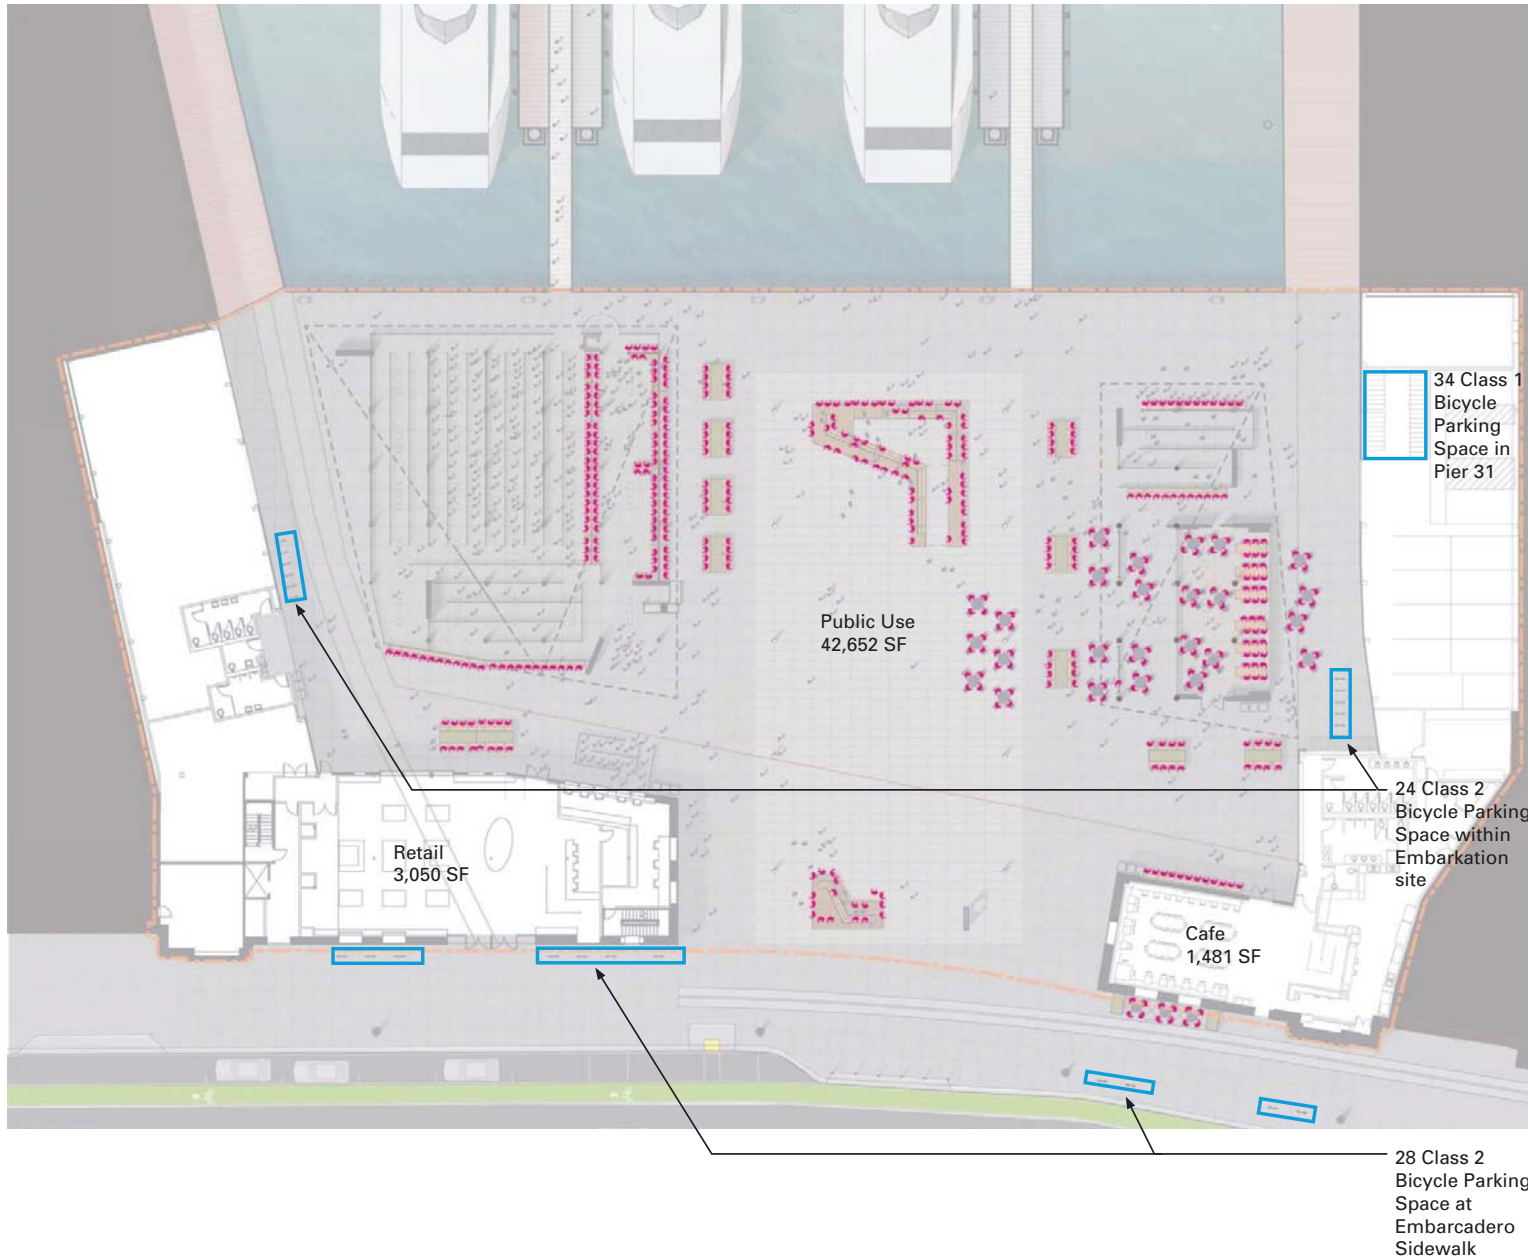 34 Class 1
Bicycle
Parking
Space in
Pier 31
Public Use
42,652 SF
24 Class 2
Bicycle Parking
Space within
Embarkation
site
Retail
3,050 SF
Cafe
1,481 SF
28 Class 2
Bicycle Parking
Space at
Embarcadero
Sidewalk